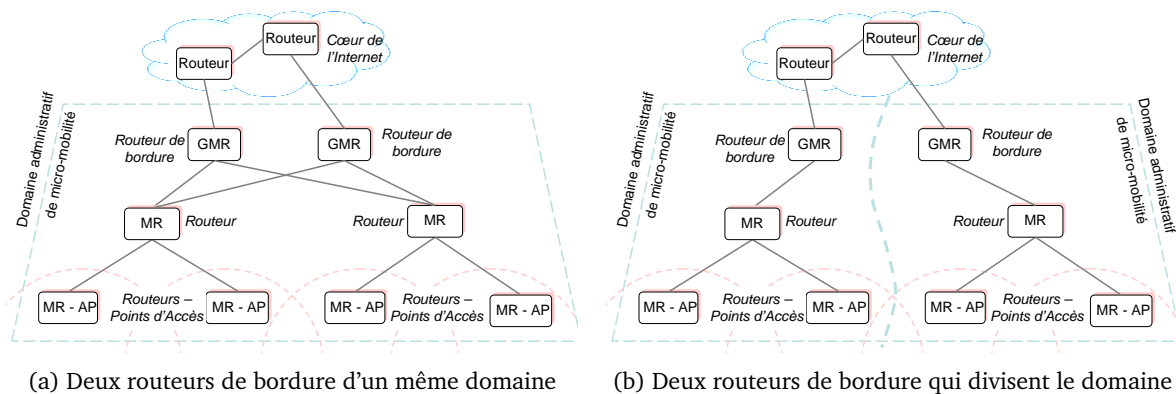 Routeur
Cœur de
l'Internet
Routeur
Domaine administratif
de micro-mobilité
Routeur de
bordure
GMR
GMR
Routeur de
bordure
MR
Routeur
Routeur
MR
MR - AP
Routeurs –
Points d'Accès
MR - AP
MR - AP
Routeurs –
Points d'Accès
MR - AP
(a) Deux routeurs de bordure d'un même domaine
Routeur
Cœur de
l'Internet
Routeur
Domaine administratif
de micro-mobilité
Routeur de
bordure
GMR
GMR
Routeur de
bordure
Domaine administratif
de micro-mobilité
MR
Routeur
Routeur
MR
MR - AP
Routeurs –
Points d'Accès
MR - AP
MR - AP
Routeurs –
Points d'Accès
MR - AP
(b) Deux routeurs de bordure qui divisent le domaine